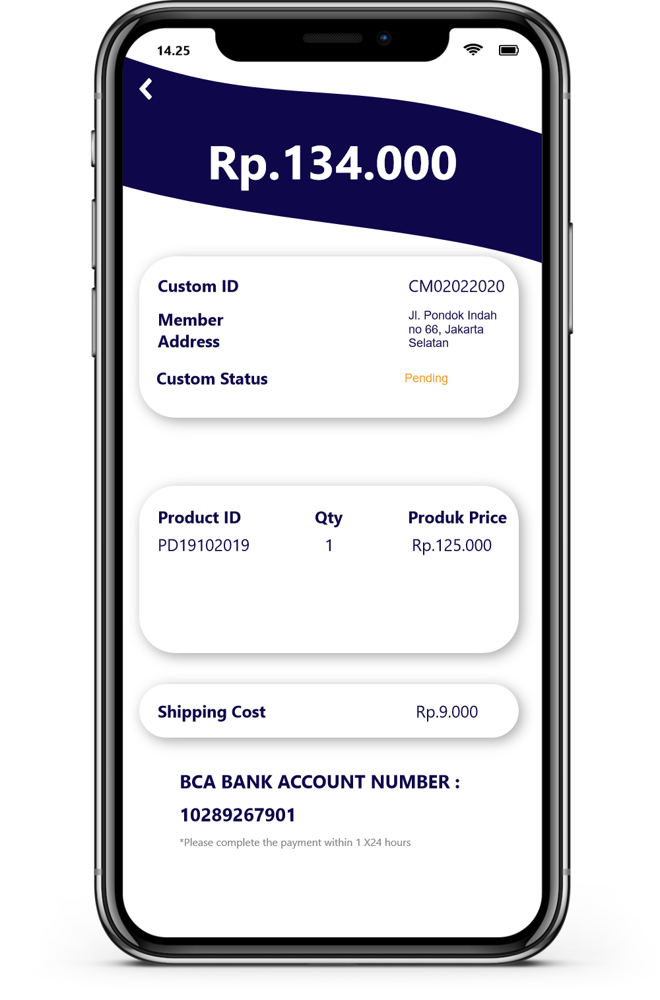 14.25
Rp.134.000
Custom ID CM02022020
Member Address
Jl. Pondok Indah
no 66, Jakarta
Selatan
Custom Status Pending
Product ID Qty Produk Price
PD19102019 1 Rp.125.000
Shipping Cost Rp.9.000
BCA BANK ACCOUNT NUMBER :
10289267901
*Please complete the payment within 1 X24 hours